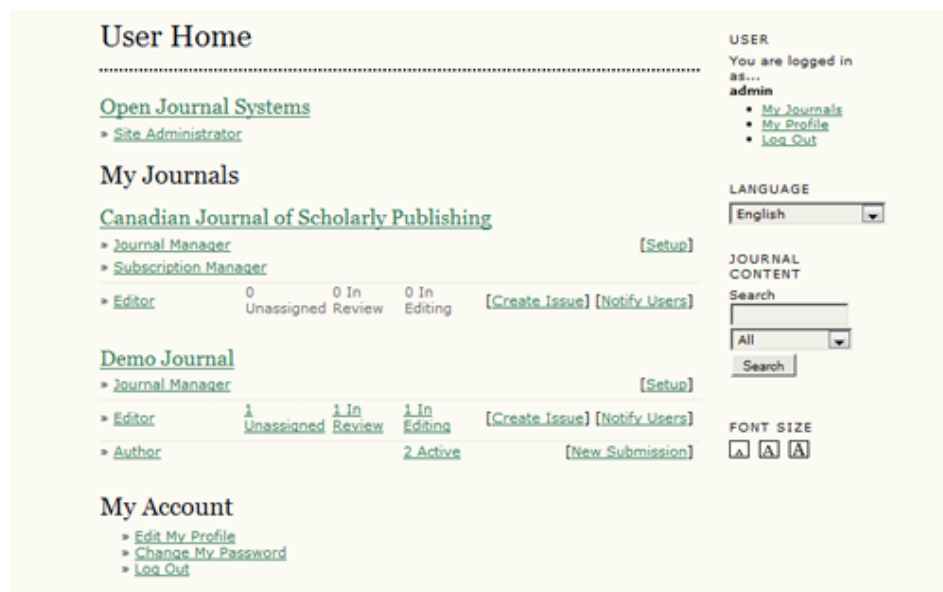 User Home
Open Journal Systems
» Site Administrator
My Journals
Canadian Journal of Scholarly Publishing
» Journal Manager [Setup]
» Subscription Manager
» Editor 0 Unassigned 0 In Review 0 In Editing [Create Issue] [Notify Users]
Demo Journal
» Journal Manager [Setup]
» Editor 1 Unassigned 1 In Review 1 In Editing [Create Issue] [Notify Users]
» Author 2 Active [New Submission]
My Account
» Edit My Profile
» Change My Password
» Log Out
USER
You are logged in
as...
admin
• My Journals
• My Profile
• Log Out
LANGUAGE
English
JOURNAL
CONTENT
Search
All
Search
FONT SIZE
A A A